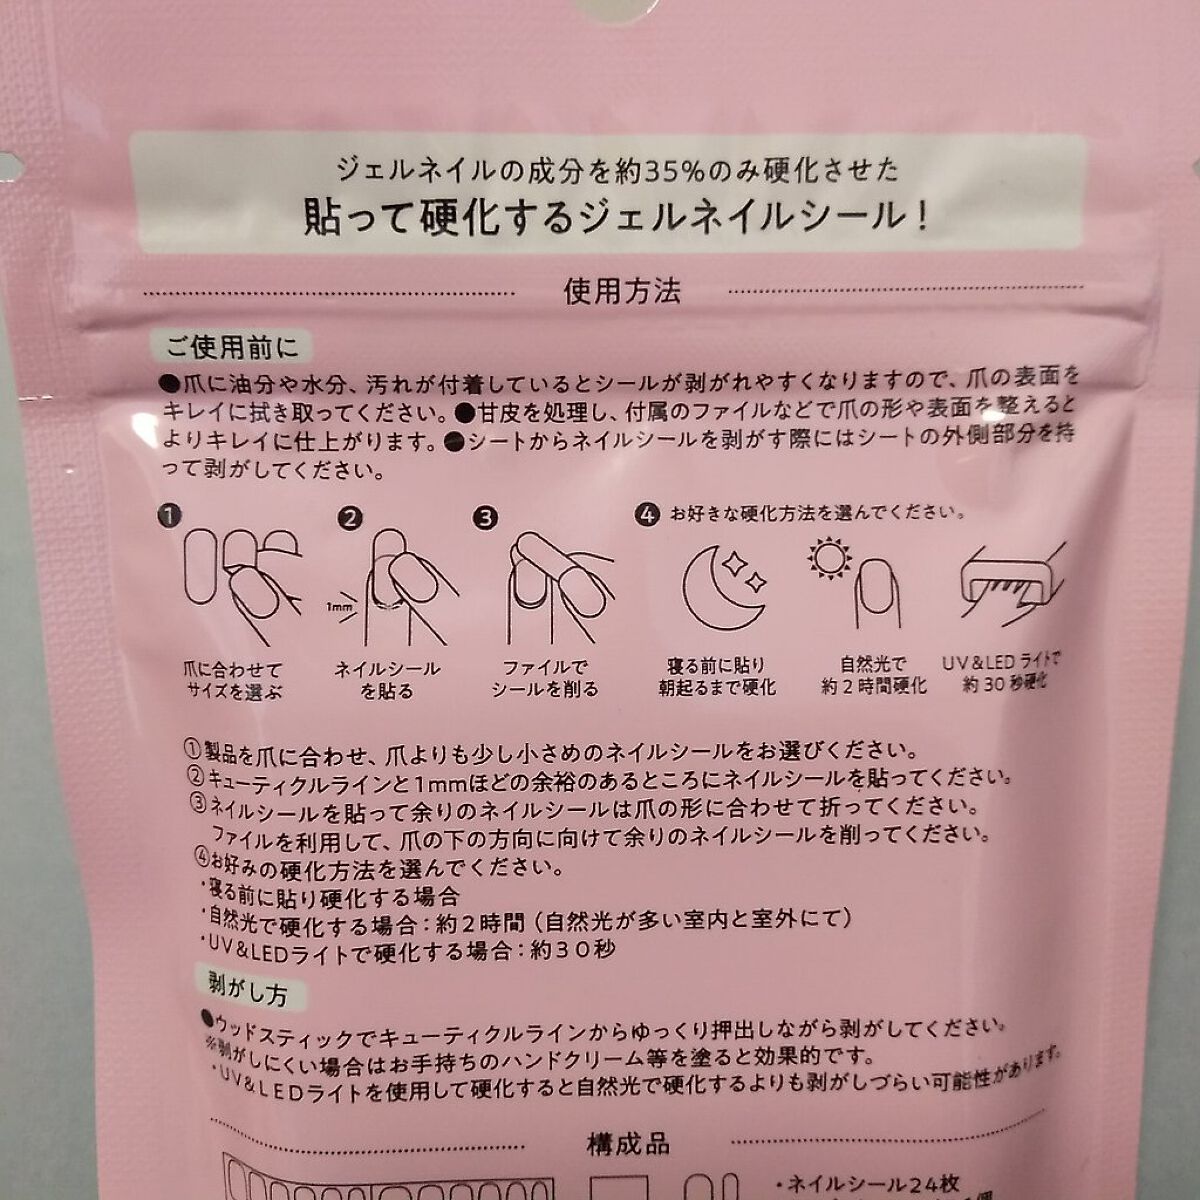 ジェルネイルの成分を約35%のみ硬化させた
貼って硬化するジェルネイルシール！
使用方法
ご使用前に
●爪に油分や水分、汚れが付着しているとシールが剥がれやすくなりますので、爪の表面を
キレイに拭き取ってください。●甘皮を処理し、付属のファイルなどで爪の形や表面を整えると
よりキレイに仕上がります。●シートからネイルシールを剥がす際にはシートの外側部分を持
って剥がしてください。
❶
❷
❸
❹ お好きな硬化方法を選んでください。
1mm
爪に合わせて
サイズを選ぶ
ネイルシール
を貼る
ファイルで
シールを削る
寝る前に貼り
朝起るまで硬化
自然光で
約2時間硬化
UV&LED ライトで
約 30 秒硬化
①製品を爪に合わせ、爪よりも少し小さめのネイルシールをお選びください。
②キューティクルラインと1mmほどの余裕のあるところにネイルシールを貼ってください。
③ネイルシールを貼って余りのネイルシールは爪の形に合わせて折ってください。
ファイルを利用して、爪の下の方向に向けて余りのネイルシールを削ってください。
④お好みの硬化方法を選んでください。
・寝る前に貼り硬化する場合
・自然光で硬化する場合：約2時間（自然光が多い室内と室外にて）
・UV&LEDライトで硬化する場合：約30秒
剥がし方
●ウッドスティックでキューティクルラインからゆっくり押出しながら剥がしてください。
※剥がしにくい場合はお手持ちのハンドクリーム等を塗ると効果的です。
・UV&LEDライトを使用して硬化すると自然光で硬化するよりも剥がしづらい可能性があります。
構成品
・ネイルシール24枚